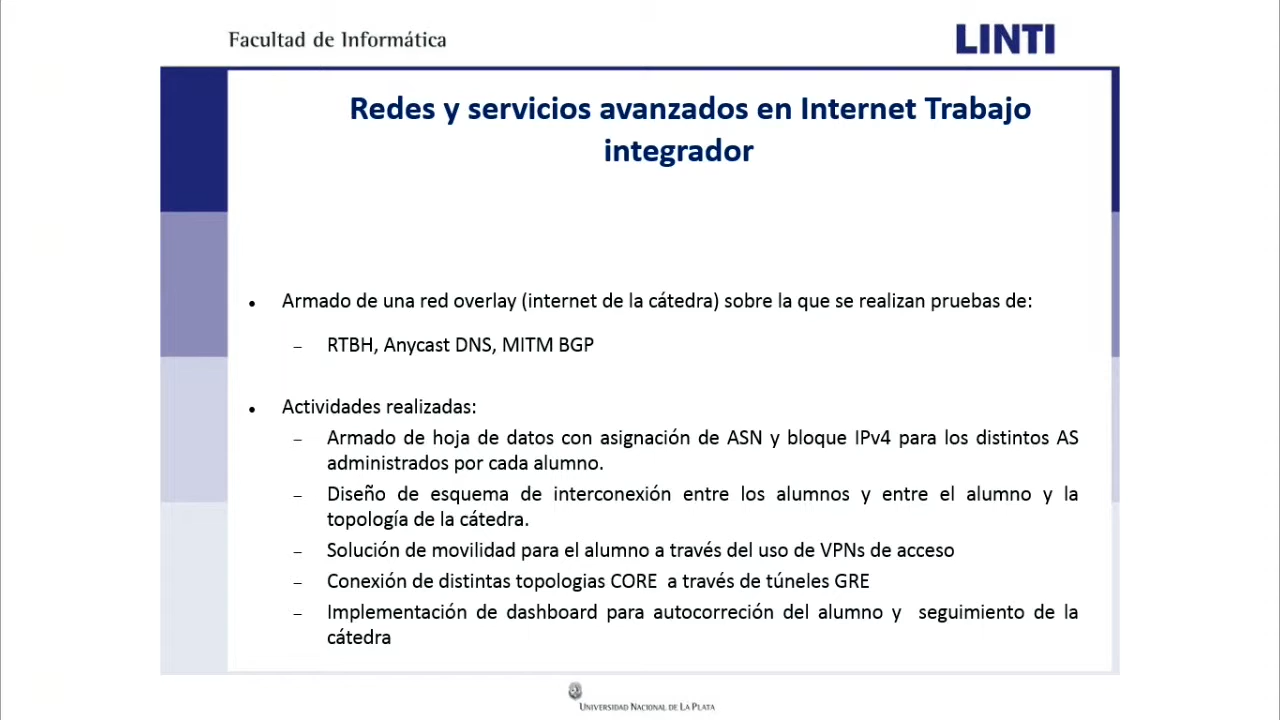 Facultad de Informática
LINTI
Redes y servicios avanzados en Internet Trabajo
integrador
• Armado de una red overlay (internet de la cátedra) sobre la que se realizan pruebas de:
– RTBH, Anycast DNS, MITM BGP
• Actividades realizadas:
– Armado de hoja de datos con asignación de ASN y bloque IPv4 para los distintos AS
administrados por cada alumno.
– Diseño de esquema de interconexión entre los alumnos y entre el alumno y la
topología de la cátedra.
– Solución de movilidad para el alumno a través del uso de VPNs de acceso
– Conexión de distintas topologias CORE a través de túneles GRE
– Implementación de dashboard para autocorreción del alumno y seguimiento de la
cátedra
UNIVERSIDAD NACIONAL DE LA PLATA